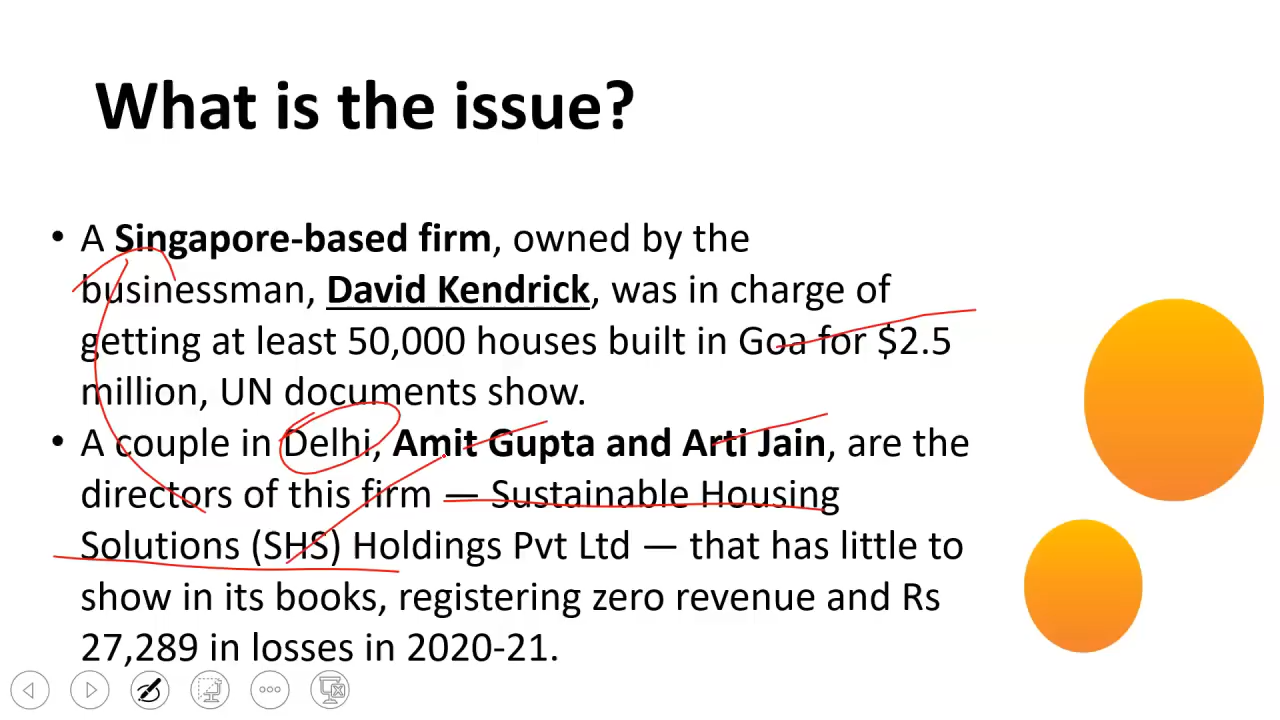 What is the issue?
• A Singapore-based firm, owned by the
businessman, David Kendrick, was in charge of
getting at least 50,000 houses built in Goa for $2.5
million, UN documents show.
• A couple in Delhi, Amit Gupta and Arti Jain, are the
directors of this firm — Sustainable Housing
Solutions (SHS) Holdings Pvt Ltd — that has little to
show in its books, registering zero revenue and Rs
27,289 in losses in 2020-21.